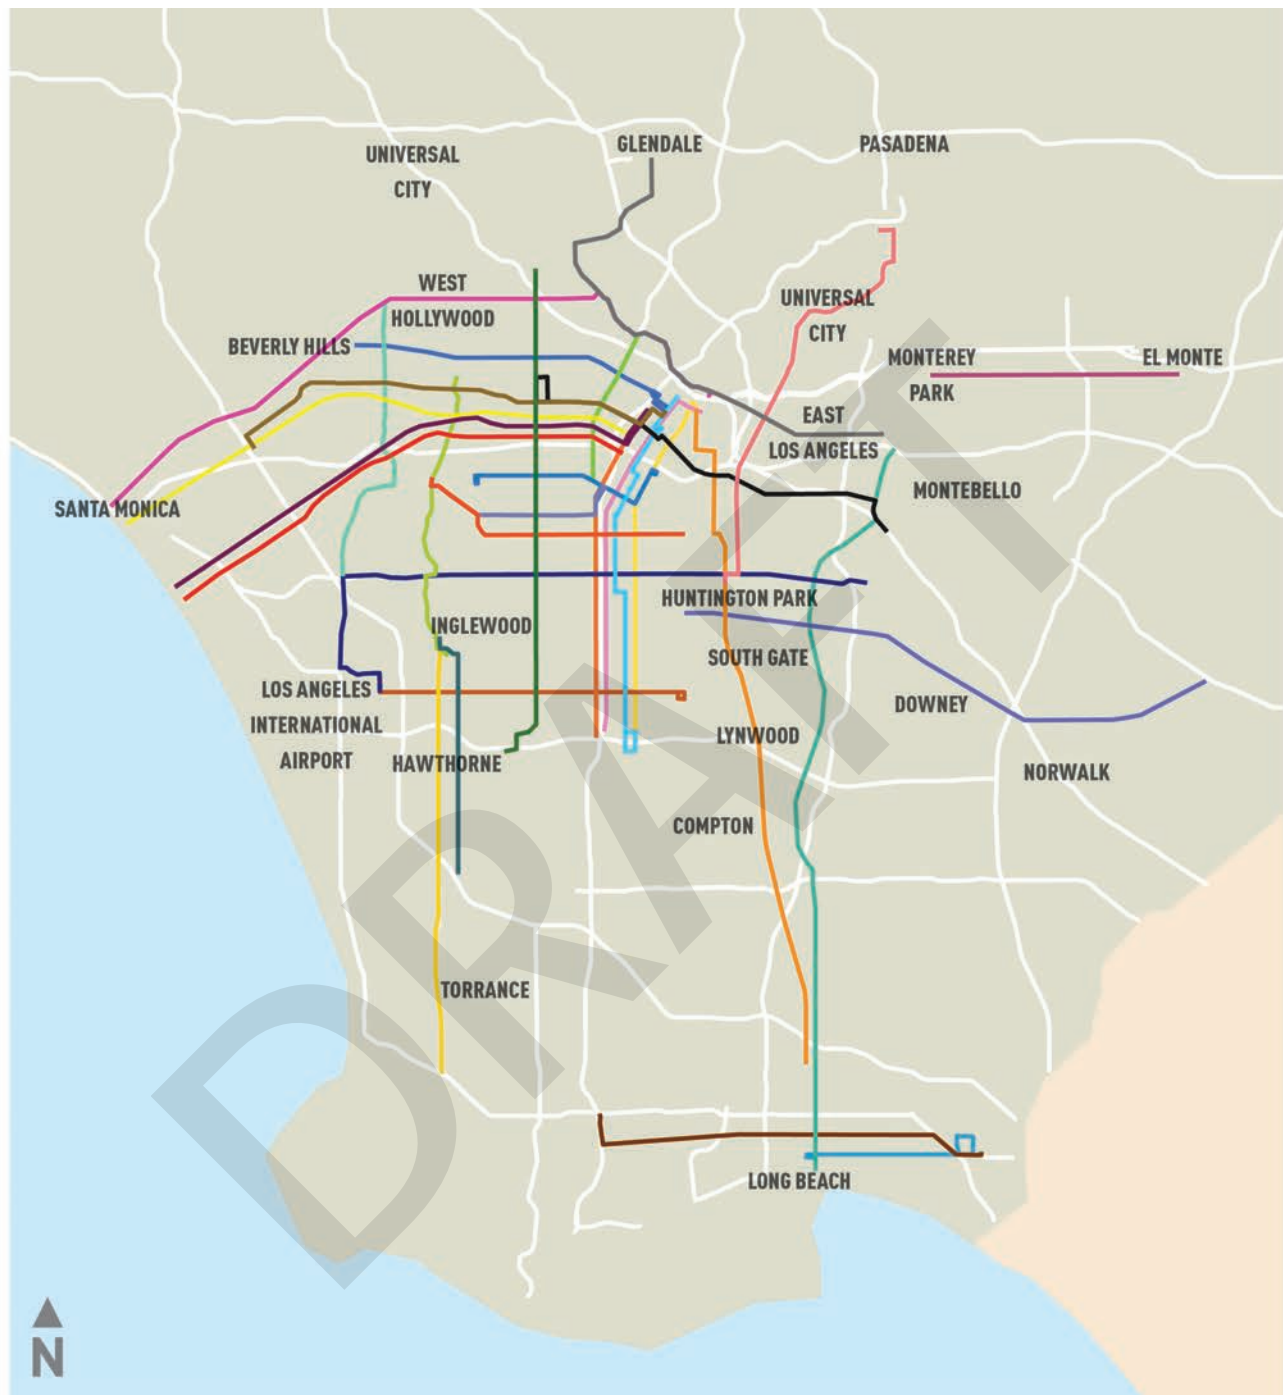 GLENDALE
PASADENA
UNIVERSAL
CITY
WEST
HOLLYWOOD
UNIVERSAL
CITY
BEVERLY HILLS
MONTEREY
PARK
EL MONTE
EAST
LOS ANGELES
MONTEBELLO
SANTA MONICA
HUNTINGTON PARK
INGLEWOOD
SOUTH GATE
LOS ANGELES
INTERNATIONAL
AIRPORT
DOWNEY
LYNWOOD
HAWTHORNE
NORWALK
COMPTON
TORRANCE
LONG BEACH
DRAFT
N